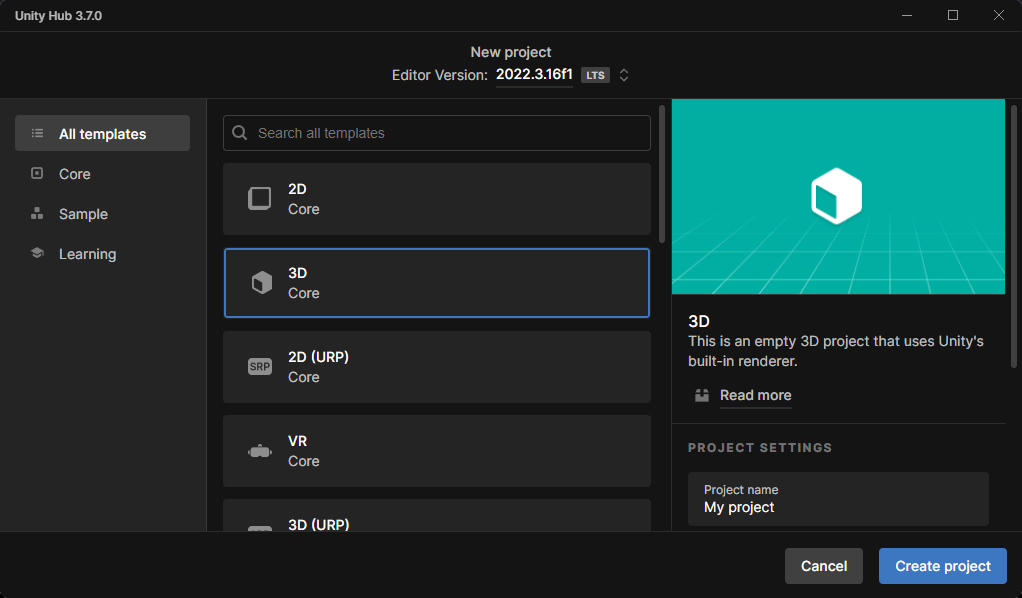 Unity Hub 3.7.0
New project
Editor Version: 2022.3.16f1 LTS
All templates
Core
Sample
Learning
Search all templates
2D
Core
3D
Core
SRP
2D (URP)
Core
VR
Core
3D (URP)
3D
This is an empty 3D project that uses Unity's
built-in renderer.
Read more
PROJECT SETTINGS
Project name
My project
Cancel
Create project